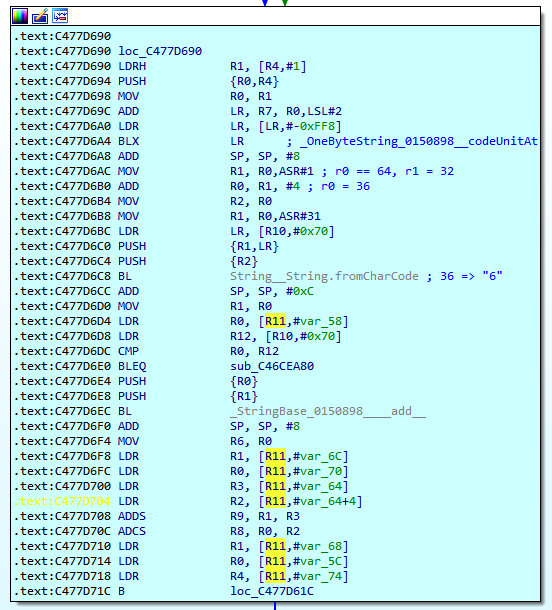 .text:C477D690
.text:C477D690 loc_C477D690
.text:C477D690 LDRH R1, [R4,#1]
.text:C477D694 PUSH {R0,R4}
.text:C477D698 MOV R0, R1
.text:C477D69C ADD LR, R7, R0,LSL#2
.text:C477D6A0 LDR LR, [LR,#-0xFF8]
.text:C477D6A4 BLX LR ; _OneByteString_0150898__codeUnitAt
.text:C477D6A8 ADD SP, SP, #8
.text:C477D6AC MOV R1, R0,ASR#1 ; r0 == 64, r1 = 32
.text:C477D6B0 ADD R0, R1, #4 ; r0 = 36
.text:C477D6B4 MOV R2, R0
.text:C477D6B8 MOV R1, R0,ASR#31
.text:C477D6BC LDR LR, [R10,#0x70]
.text:C477D6C0 PUSH {R1,LR}
.text:C477D6C4 PUSH {R2}
.text:C477D6C8 BL String__String.fromCharCode ; 36 => "6"
.text:C477D6CC ADD SP, SP, #0xC
.text:C477D6D0 MOV R1, R0
.text:C477D6D4 LDR R0, [R11,#var_58]
.text:C477D6D8 LDR R12, [R10,#0x70]
.text:C477D6DC CMP R0, R12
.text:C477D6E0 BLEQ sub_C46CEA80
.text:C477D6E4 PUSH {R0}
.text:C477D6E8 PUSH {R1}
.text:C477D6EC BL _StringBase_0150898____add__
.text:C477D6F0 ADD SP, SP, #8
.text:C477D6F4 MOV R6, R0
.text:C477D6F8 LDR R1, [R11,#var_6C]
.text:C477D6FC LDR R0, [R11,#var_70]
.text:C477D700 LDR R3, [R11,#var_64]
.text:C477D704 LDR R2, [R11,#var_64+4]
.text:C477D708 ADDS R9, R1, R3
.text:C477D70C ADCS R8, R0, R2
.text:C477D710 LDR R1, [R11,#var_68]
.text:C477D714 LDR R0, [R11,#var_5C]
.text:C477D718 LDR R4, [R11,#var_74]
.text:C477D71C B loc_C477D61C